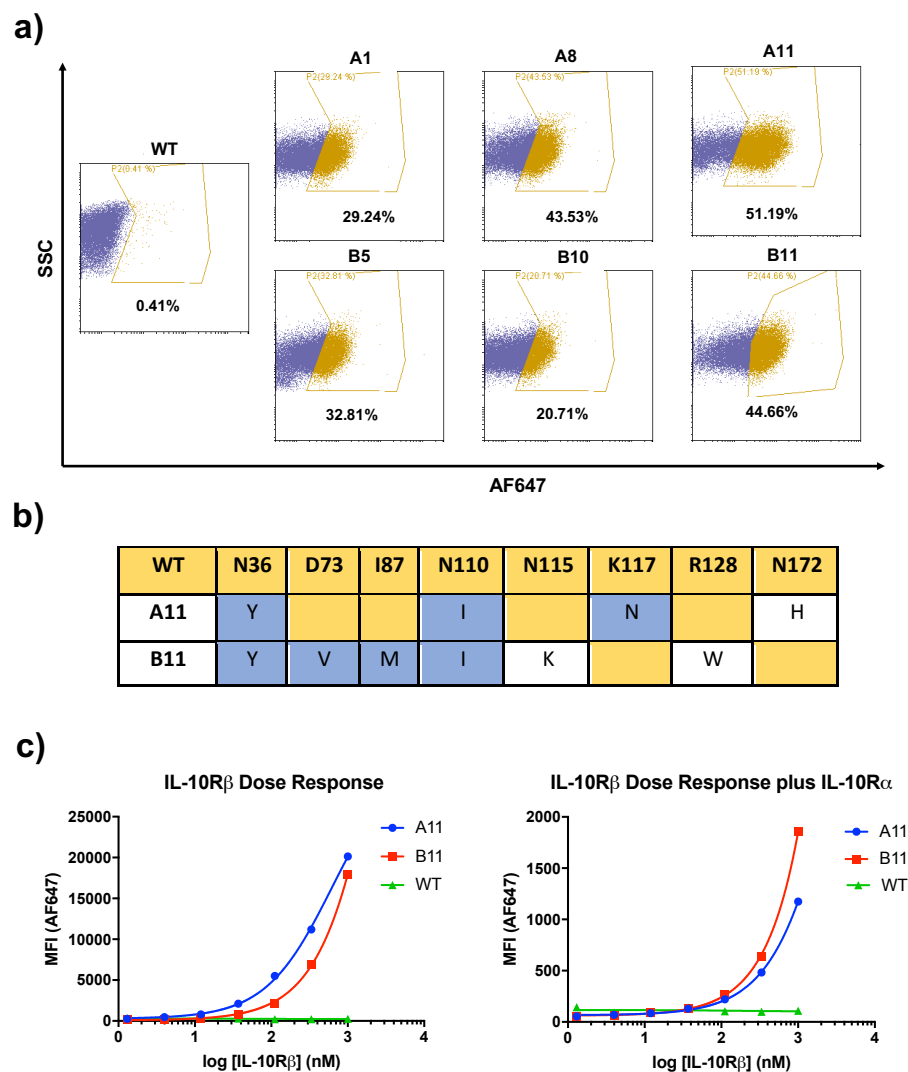 a)
A1
A8
A11
WT
P2(29.24 %)
P2(43.53 %)
P2(51.19 %)
P2(0.41 %)
29.24%
43.53%
51.19%
0.41%
B5
B10
B11
P2(32.81 %)
P2(20.71 %)
P2(44.66 %)
32.81%
20.71%
44.66%
SSC
AF647
b)
WT N36 D73 I87 N110 N115 K117 R128 N172
A11 Y I N H
B11 Y V M I K W
c)
IL-10Rβ Dose Response
25000
20000
15000
10000
5000
0
MFI (AF647)
0 1 2 3 4
log [IL-10Rβ] (nM)
A11
B11
WT
IL-10Rβ Dose Response plus IL-10Rα
2000
1500
1000
500
0
MFI (AF647)
0 1 2 3 4
log [IL-10Rβ] (nM)
A11
B11
WT